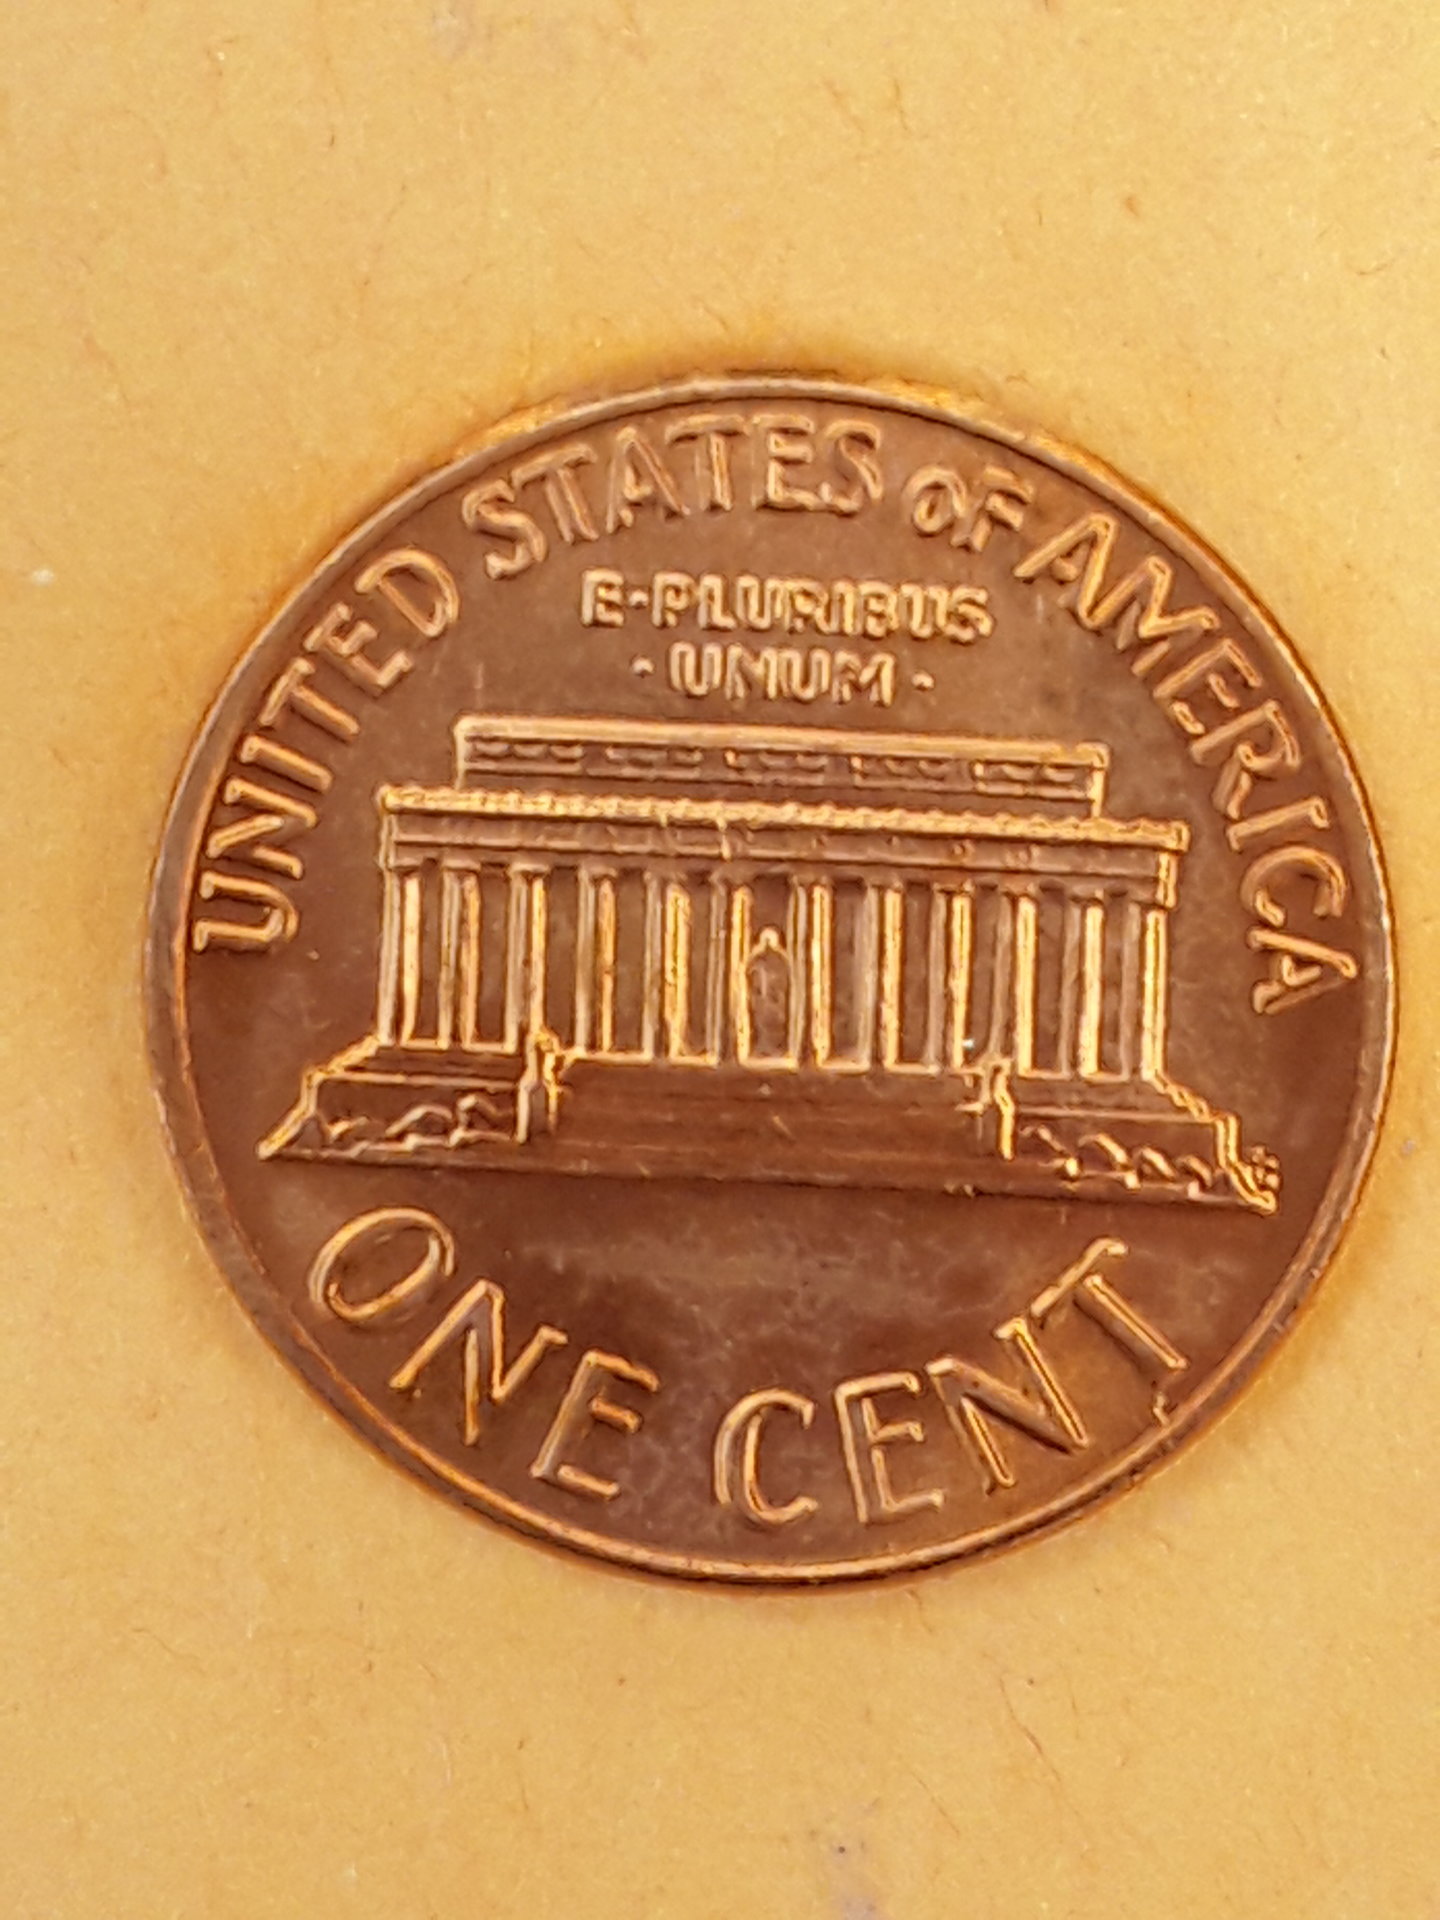 UNITED STATES OF AMERICA
E·PLURIBUS
·UNUM·
ONE CENT